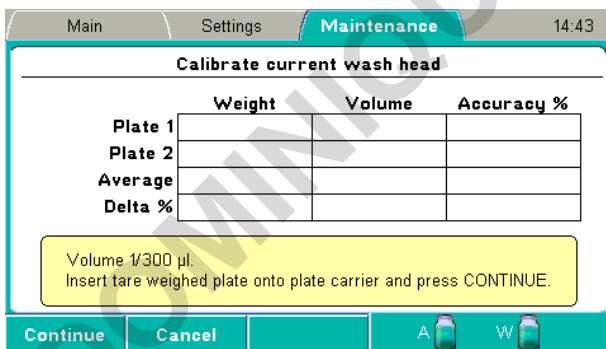 Main Settings Maintenance 14:43
Calibrate current wash head
Weight Volume Accuracy %
Plate 1
Plate 2
Average
Delta %
Volume 1/300 µl.
Insert tare weighed plate onto plate carrier and press CONTINUE.
Continue Cancel A W
DOMINIQU